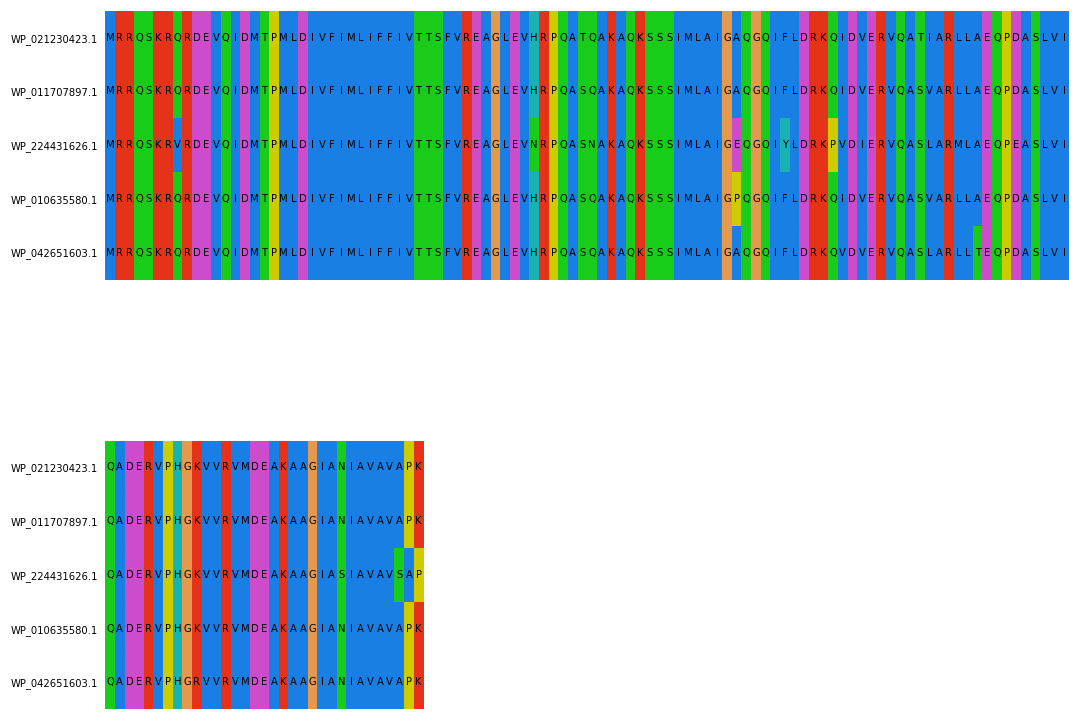 WP_021230423.1 MRRQSKRQRDEVQIDMTPMLDIVFIMLIFFIVTTSFVREAGLEVHRPQATQAKAQKSSSIMLAIGAQGQIFLDRKQIDVERVQATIARLLAEQPDASLVI
WP_011707897.1 MRRQSKRQRDEVQIDMTPMLDIVFIMLIFFIVTTSFVREAGLEVHRPQASQAKAQKSSSIMLAIGAQGQIFLDRKQIDVERVQASVARLLAEQPDASLVI
WP_224431626.1 MRRQSKRVRDEVQIDMTPMLDIVFIMLIFFIVTTSFVREAGLEVNRPQASNAKAQKSSSIMLAIGEQGQIYLDRKPVDIERVQASLARMLAEQPEASLVI
WP_010635580.1 MRRQSKRQRDEVQIDMTPMLDIVFIMLIFFIVTTSFVREAGLEVHRPQASQAKAQKSSSIMLAIGPQGQIFLDRKQIDVERVQASVARLLAEQPDASLVI
WP_042651603.1 MRRQSKRQRDEVQIDMTPMLDIVFIMLIFFIVTTSFVREAGLEVHRPQASQAKAQKSSSIMLAIGAQGQIFLDRKQVDVERVQASLARLLTEQPDASLVI
WP_021230423.1 QADERVPHGKVVRVMDEAKAAGIANIAVAVAPK
WP_011707897.1 QADERVPHGKVVRVMDEAKAAGIANIAVAVAPK
WP_224431626.1 QADERVPHGKVVRVMDEAKAAGIASIAVAVSAP
WP_010635580.1 QADERVPHGKVVRVMDEAKAAGIANIAVAVAPK
WP_042651603.1 QADERVPHGRVVRVMDEAKAAGIANIAVAVAPK